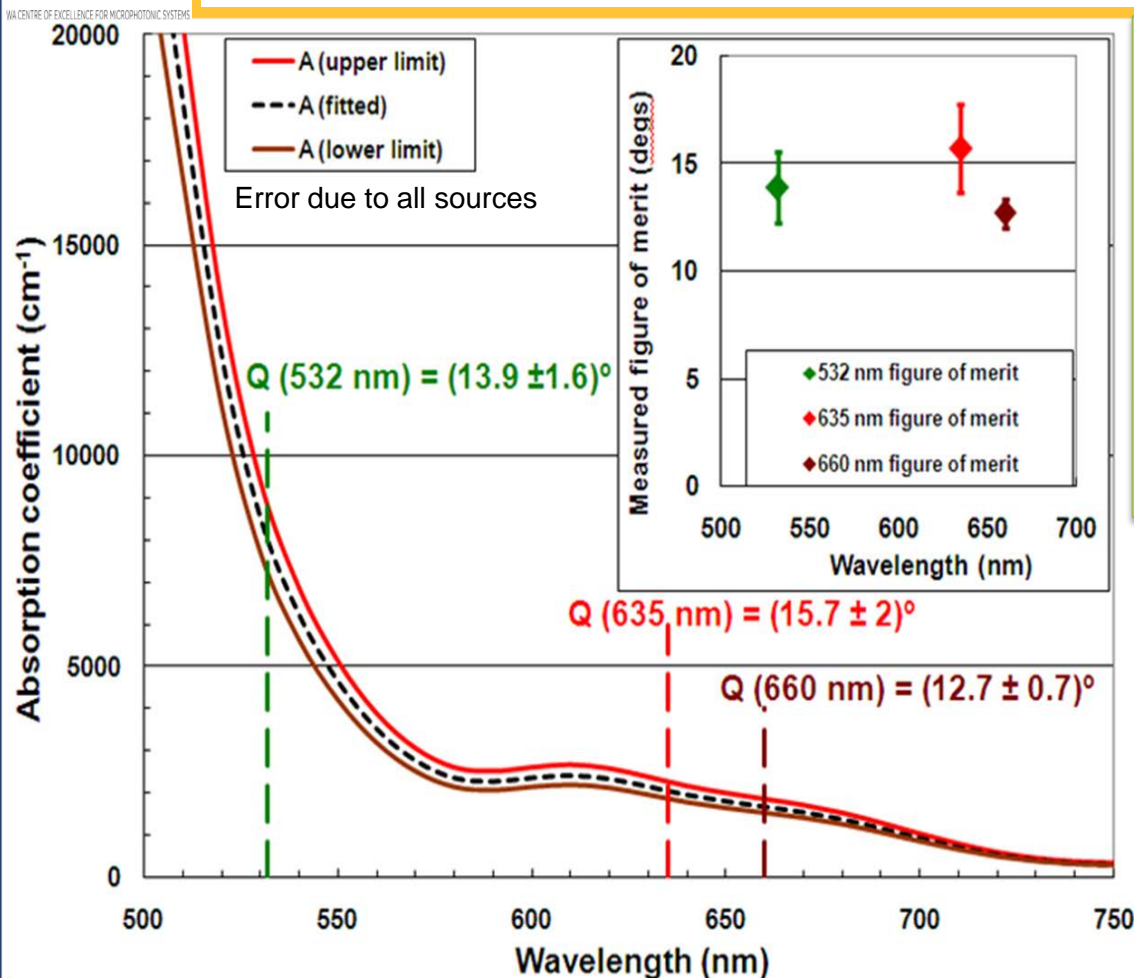 WA CENTRE OF EXCELLENCE FOR MICROPHOTONIC SYSTEMS
20000
15000
10000
5000
0
Absorption coefficient (cm⁻¹)
A (upper limit)
A (fitted)
A (lower limit)
Error due to all sources
Q (532 nm) = (13.9 ±1.6)º
Q (635 nm) = (15.7 ± 2)º
Q (660 nm) = (12.7 ± 0.7)º
500 550 600 650 700 750
Wavelength (nm)
Measured figure of merit (degs)
20
15
10
5
0
532 nm figure of merit
635 nm figure of merit
660 nm figure of merit
500 550 600 650 700
Wavelength (nm)